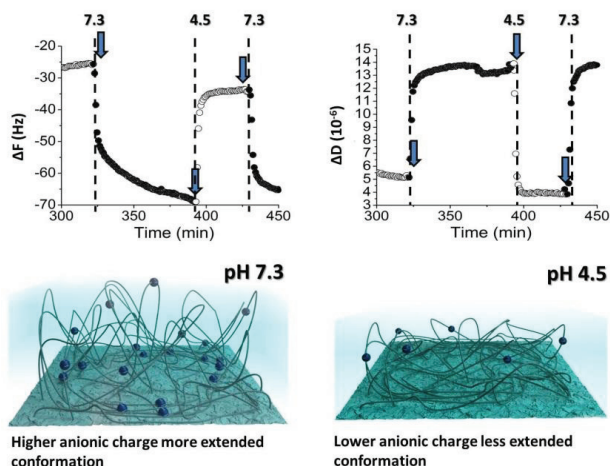 7.3 4.5 7.3
-20
-30
-40
-50
-60
-70
ΔF (Hz)
300 350 400 450
Time (min)
7.3 4.5 7.3
14
13
12
11
10
9
8
7
6
5
4
3
ΔD (10⁻⁶)
300 350 400 450
Time (min)
pH 7.3
pH 4.5
Higher anionic charge more extended
conformation
Lower anionic charge less extended
conformation